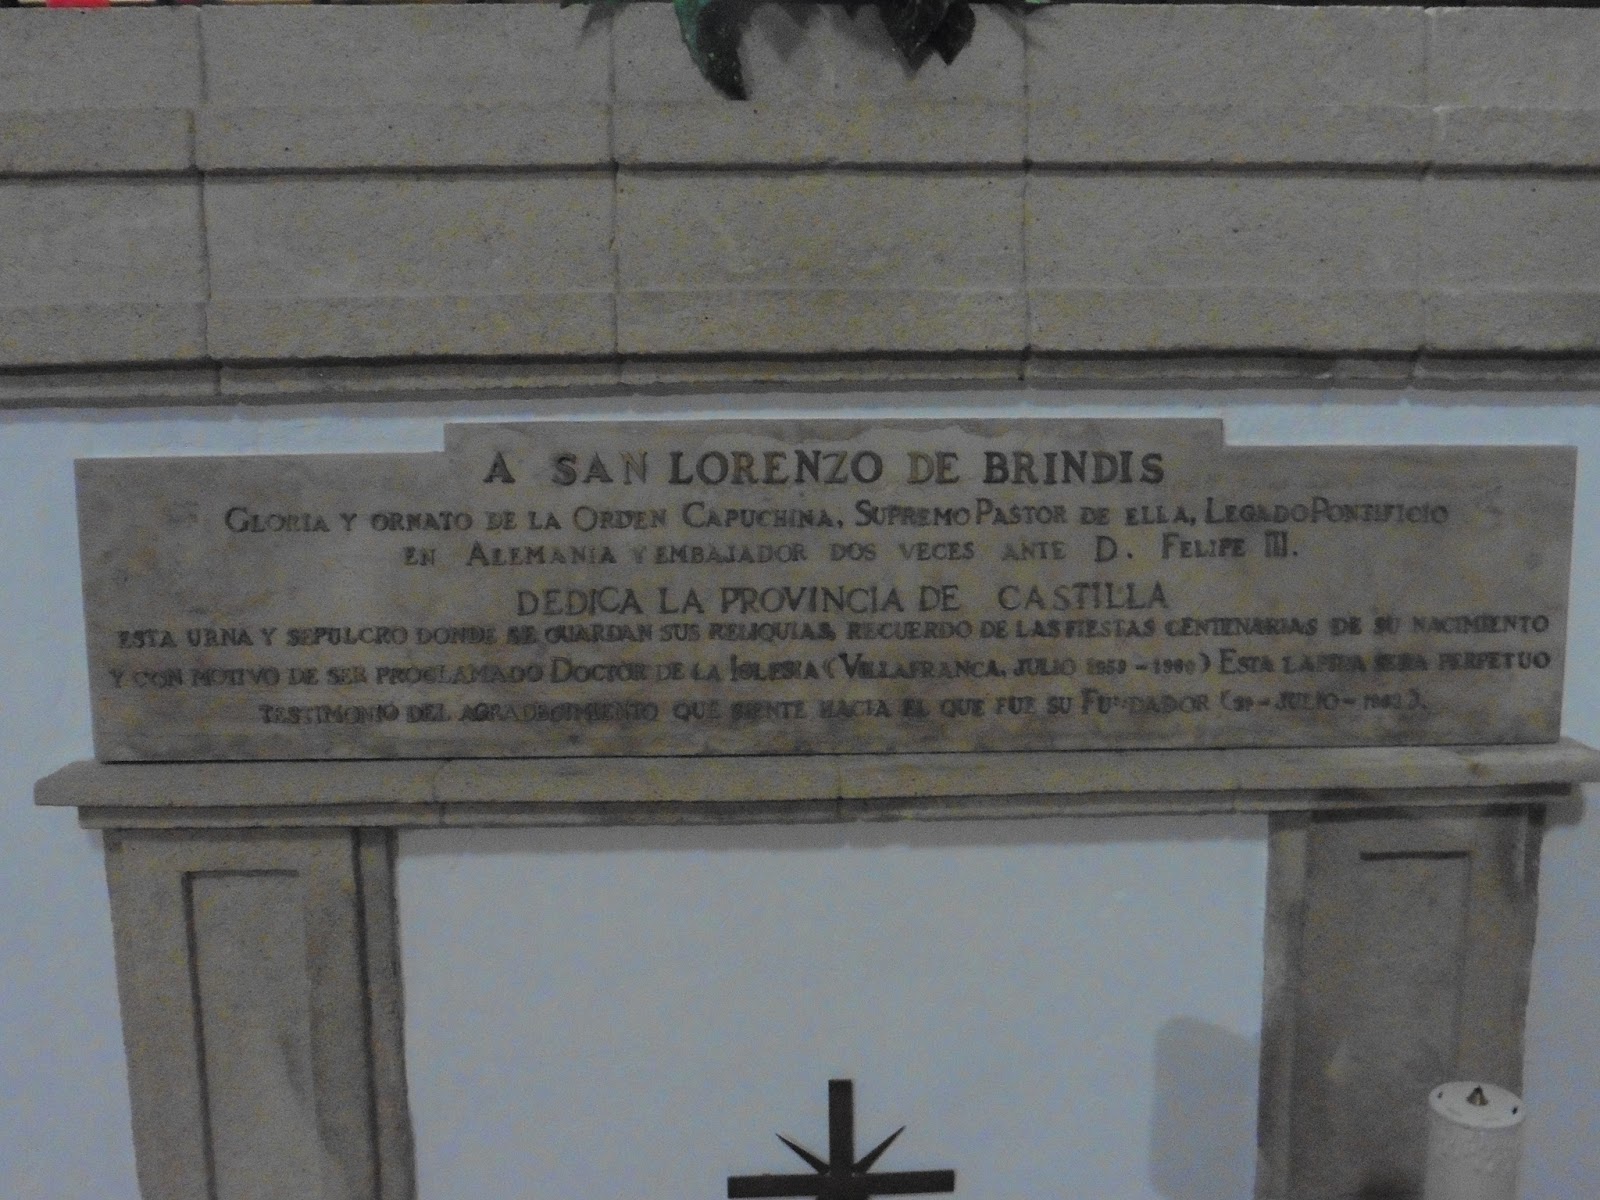 A SAN LORENZO DE BRINDIS
GLORIA Y ORNATO DE LA ORDEN CAPUCHINA, SUPREMO PASTOR DE ELLA, LEGADO PONTIFICIO
EN ALEMANIA Y EMBAJADOR DOS VECES ANTE D. FELIPE III.
DEDICA LA PROVINCIA DE CASTILLA
ESTA URNA Y SEPULCRO DONDE SE GUARDAN SUS RELIQUIAS, RECUERDO DE LAS FIESTAS CENTENARIAS DE SU NACIMIENTO
Y CON MOTIVO DE SER PROCLAMADO DOCTOR DE LA IGLESIA (VILLAFRANCA, JULIO 1959 - 1960) ESTA LAPIDA SERA PERPETUO
TESTIMONIO DEL AGRADECIMIENTO QUE SIENTE HACIA EL QUE FUE SU FUNDADOR